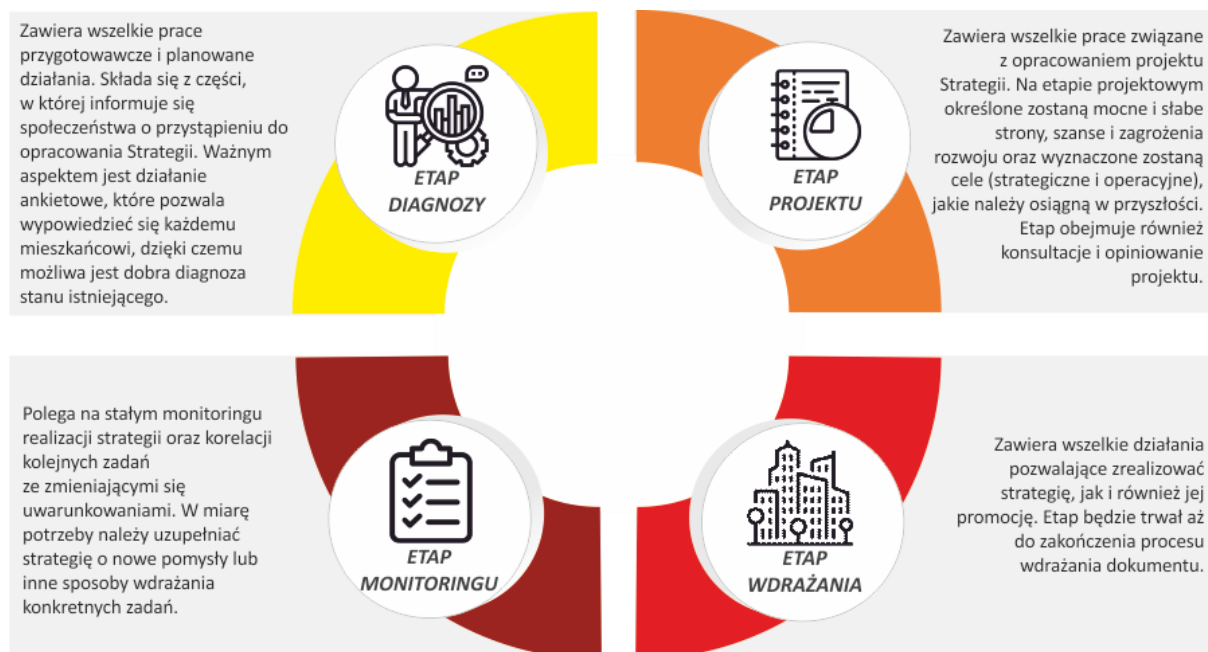 Zawiera wszelkie prace
przygotowawcze i planowane
działania. Składa się z części,
w której informuje się
społeczeństwa o przystąpieniu do
opracowania Strategii. Ważnym
aspektem jest działanie
ankietowe, które pozwala
wypowiedzieć się każdemu
mieszkańcowi, dzięki czemu
możliwa jest dobra diagnoza
stanu istniejącego.
ETAP
DIAGNOZY
ETAP
PROJEKTU
Zawiera wszelkie prace związane
z opracowaniem projektu
Strategii. Na etapie projektowym
określone zostaną mocne i słabe
strony, szanse i zagrożenia
rozwoju oraz wyznaczone zostaną
cele (strategiczne i operacyjne),
jakie należy osiągną w przyszłości.
Etap obejmuje również
konsultacje i opiniowanie
projektu.
Polega na stałym monitoringu
realizacji strategii oraz korelacji
kolejnych zadań
ze zmieniającymi się
uwarunkowaniami. W miarę
potrzeby należy uzupełniać
strategię o nowe pomysły lub
inne sposoby wdrażania
konkretnych zadań.
ETAP
MONITORINGU
ETAP
WDRAŻANIA
Zawiera wszelkie działania
pozwalające zrealizować
strategię, jak i również jej
promocję. Etap będzie trwał aż
do zakończenia procesu
wdrażania dokumentu.